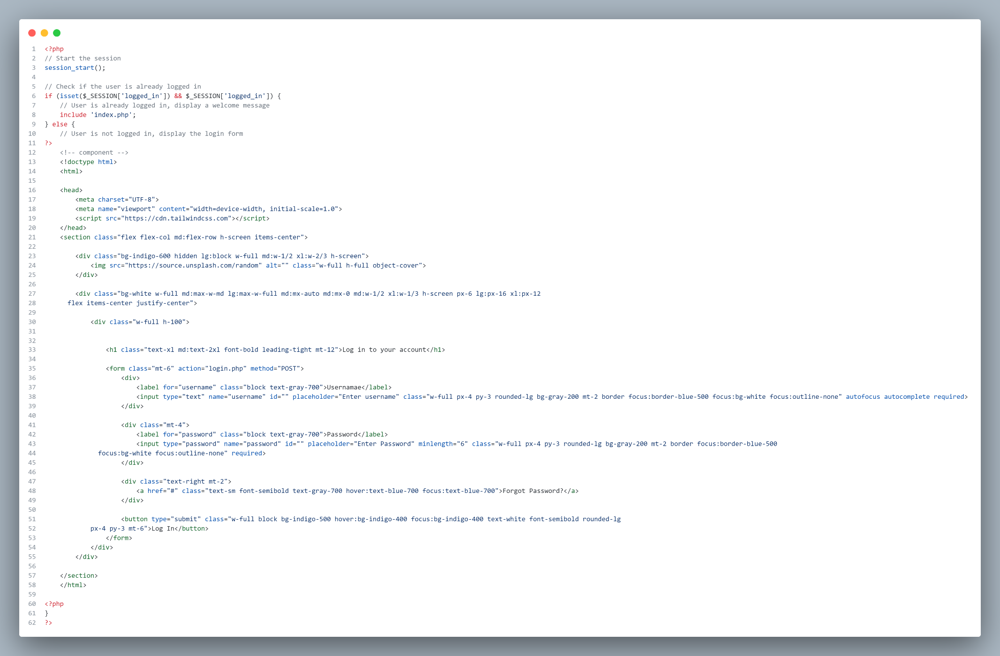 1 <?php
2 // Start the session
3 session_start();
4
5 // Check if the user is already logged in
6 if (isset($_SESSION['logged_in']) && $_SESSION['logged_in']) {
7     // User is already logged in, display a welcome message
8     include 'index.php';
9 } else {
10     // User is not logged in, display the login form
11 ?>
12     <!-- component -->
13     <!doctype html>
14     <html>
15
16     <head>
17         <meta charset="UTF-8">
18         <meta name="viewport" content="width=device-width, initial-scale=1.0">
19         <script src="https://cdn.tailwindcss.com"></script>
20     </head>
21     <section class="flex flex-col md:flex-row h-screen items-center">
22
23         <div class="bg-indigo-600 hidden lg:block w-full md:w-1/2 xl:w-2/3 h-screen">
24             <img src="https://source.unsplash.com/random" alt="" class="w-full h-full object-cover">
25         </div>
26
27         <div class="bg-white w-full md:max-w-md lg:max-w-full md:mx-auto md:mx-0 md:w-1/2 xl:w-1/3 h-screen px-6 lg:px-16 xl:px-12
28       flex items-center justify-center">
29
30             <div class="w-full h-100">
31
32
33                 <h1 class="text-xl md:text-2xl font-bold leading-tight mt-12">Log in to your account</h1>
34
35                 <form class="mt-6" action="login.php" method="POST">
36                     <div>
37                         <label for="username" class="block text-gray-700">Usernamae</label>
38                         <input type="text" name="username" id="" placeholder="Enter username" class="w-full px-4 py-3 rounded-lg bg-gray-200 mt-2 border focus:border-blue-500 focus:bg-white focus:outline-none" autofocus autocomplete required>
39                     </div>
40
41                     <div class="mt-4">
42                         <label for="password" class="block text-gray-700">Password</label>
43                         <input type="password" name="password" id="" placeholder="Enter Password" minlength="6" class="w-full px-4 py-3 rounded-lg bg-gray-200 mt-2 border focus:border-blue-500
44               focus:bg-white focus:outline-none" required>
45                     </div>
46
47                     <div class="text-right mt-2">
48                         <a href="#" class="text-sm font-semibold text-gray-700 hover:text-blue-700 focus:text-blue-700">Forgot Password?</a>
49                     </div>
50
51                     <button type="submit" class="w-full block bg-indigo-500 hover:bg-indigo-400 focus:bg-indigo-400 text-white font-semibold rounded-lg
52             px-4 py-3 mt-6">Log In</button>
53                 </form>
54             </div>
55         </div>
56
57     </section>
58     </html>
59
60 <?php
61 }
62 ?>